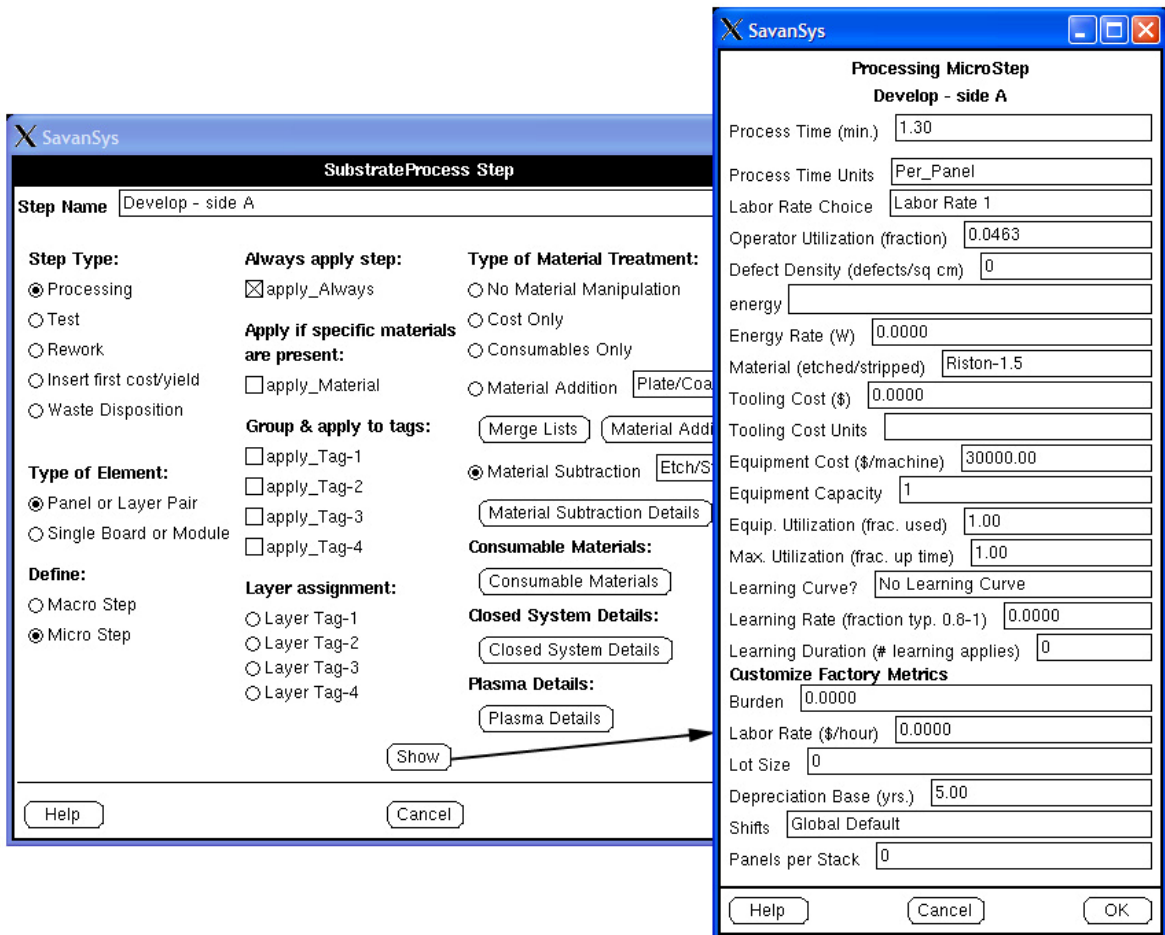 SavanSys
SubstrateProcess Step
Step Name Develop - side A
Step Type:
Processing
Test
Rework
Insert first cost/yield
Waste Disposition
Type of Element:
Panel or Layer Pair
Single Board or Module
Define:
Macro Step
Micro Step
Always apply step:
apply_Always
Apply if specific materials
are present:
apply_Material
Group & apply to tags:
apply_Tag-1
apply_Tag-2
apply_Tag-3
apply_Tag-4
Layer assignment:
Layer Tag-1
Layer Tag-2
Layer Tag-3
Layer Tag-4
Type of Material Treatment:
No Material Manipulation
Cost Only
Consumables Only
Material Addition Plate/Coa
Merge Lists Material Addi
Material Subtraction Etch/S
Material Subtraction Details
Consumable Materials:
Consumable Materials
Closed System Details:
Closed System Details
Plasma Details:
Plasma Details
Show
Help Cancel
SavanSys
Processing MicroStep
Develop - side A
Process Time (min.) 1.30
Process Time Units Per_Panel
Labor Rate Choice Labor Rate 1
Operator Utilization (fraction) 0.0463
Defect Density (defects/sq cm) 0
energy
Energy Rate (W) 0.0000
Material (etched/stripped) Riston-1.5
Tooling Cost ($) 0.0000
Tooling Cost Units
Equipment Cost ($/machine) 30000.00
Equipment Capacity 1
Equip. Utilization (frac. used) 1.00
Max. Utilization (frac. up time) 1.00
Learning Curve? No Learning Curve
Learning Rate (fraction typ. 0.8-1) 0.0000
Learning Duration (# learning applies) 0
Customize Factory Metrics
Burden 0.0000
Labor Rate ($/hour) 0.0000
Lot Size 0
Depreciation Base (yrs.) 5.00
Shifts Global Default
Panels per Stack 0
Help Cancel OK